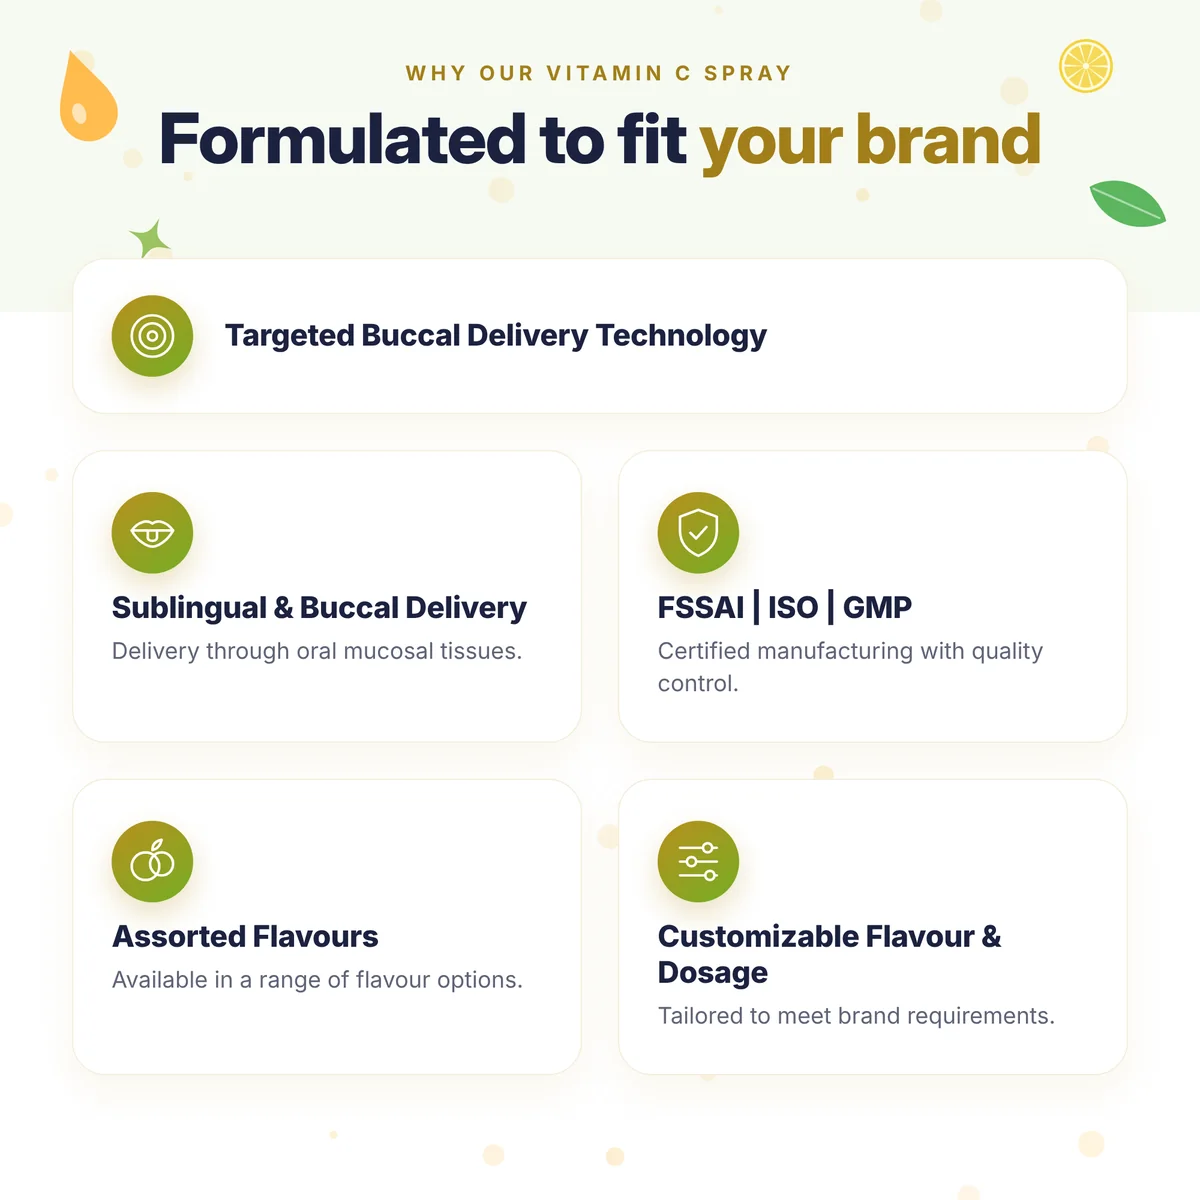 WHY OUR VITAMIN C SPRAY
Formulated to fit your brand
Targeted Buccal Delivery Technology
Sublingual & Buccal Delivery
Delivery through oral mucosal tissues.
FSSAI | ISO | GMP
Certified manufacturing with quality
control.
Assorted Flavours
Available in a range of flavour options.
Customizable Flavour &
Dosage
Tailored to meet brand requirements.